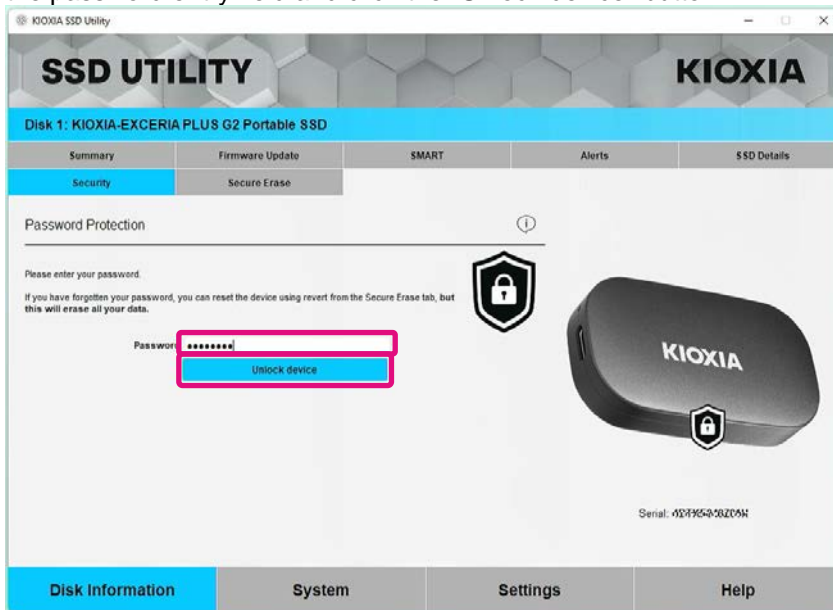 KIOXIA SSD Utility
SSD UTILITY
KIOXIA
Disk 1: KIOXIA-EXCERIA PLUS G2 Portable SSD
Summary Firmware Update SMART Alerts SSD Details
Security Secure Erase
Password Protection
Please enter your password.
If you have forgotten your password, you can reset the device using revert from the Secure Erase tab, but
this will erase all your data.
Password
Unlock device
KIOXIA
Serial:
Disk Information System Settings Help